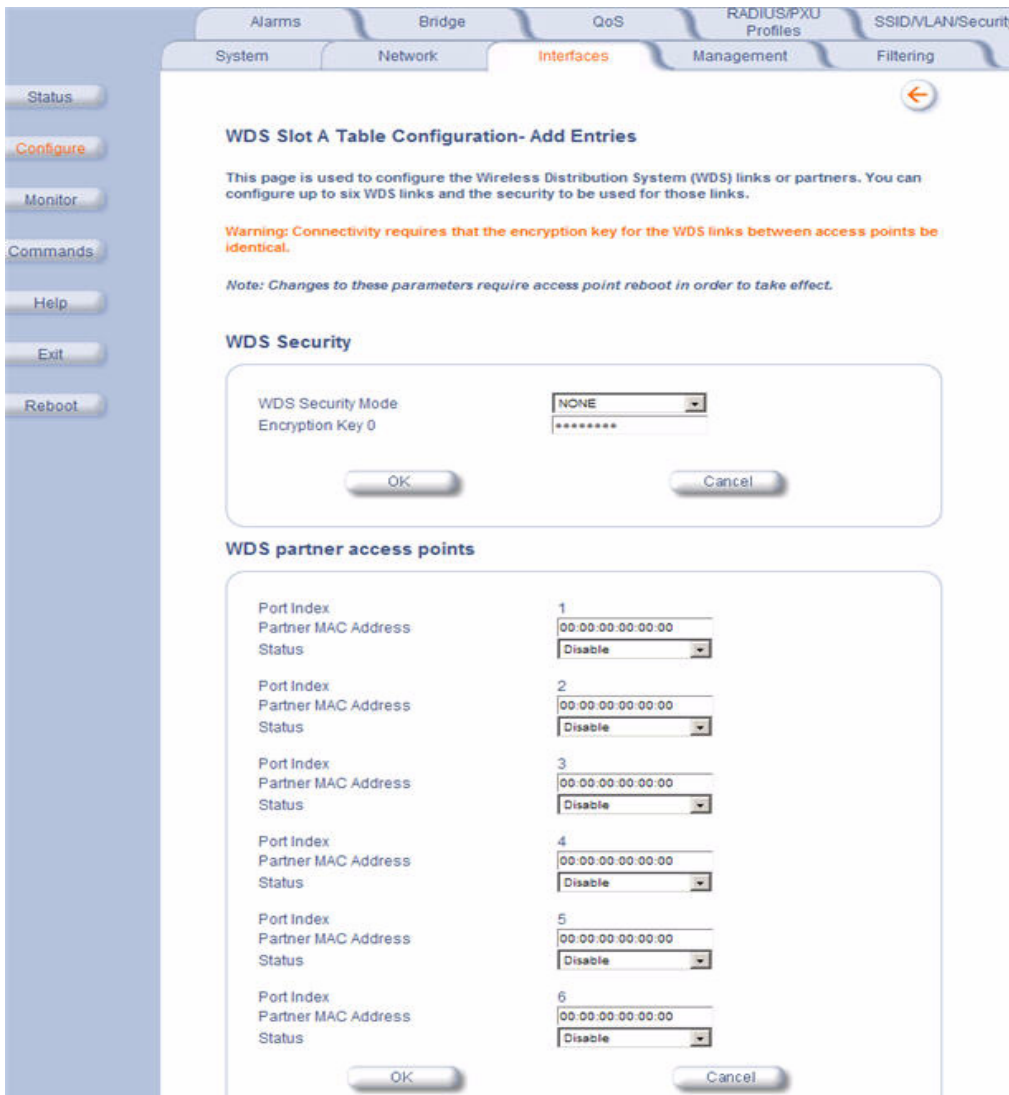 Alarms Bridge QoS RADIUS/PXU Profiles SSID/VLAN/Security
System Network Interfaces Management Filtering
Status
Configure
Monitor
Commands
Help
Exit
Reboot
WDS Slot A Table Configuration- Add Entries
This page is used to configure the Wireless Distribution System (WDS) links or partners. You can
configure up to six WDS links and the security to be used for those links.
Warning: Connectivity requires that the encryption key for the WDS links between access points be
identical.
Note: Changes to these parameters require access point reboot in order to take effect.
WDS Security
WDS Security Mode NONE
Encryption Key 0 ********
OK Cancel
WDS partner access points
Port Index 1
Partner MAC Address 00:00:00:00:00:00
Status Disable
Port Index 2
Partner MAC Address 00:00:00:00:00:00
Status Disable
Port Index 3
Partner MAC Address 00:00:00:00:00:00
Status Disable
Port Index 4
Partner MAC Address 00:00:00:00:00:00
Status Disable
Port Index 5
Partner MAC Address 00:00:00:00:00:00
Status Disable
Port Index 6
Partner MAC Address 00:00:00:00:00:00
Status Disable
OK Cancel